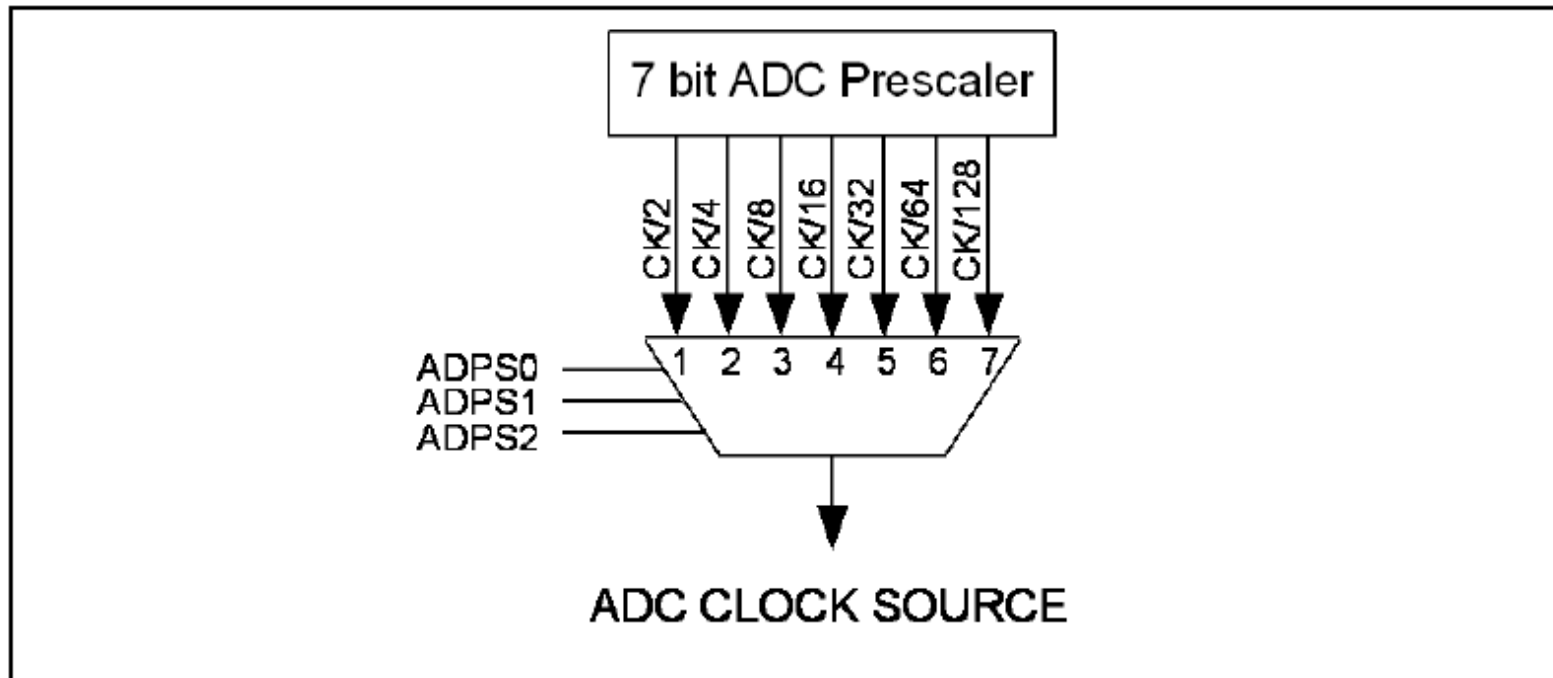 7 bit ADC Prescaler
CK/2
CK/4
CK/8
CK/16
CK/32
CK/64
CK/128
1 2 3 4 5 6 7
ADPS0
ADPS1
ADPS2
ADC CLOCK SOURCE